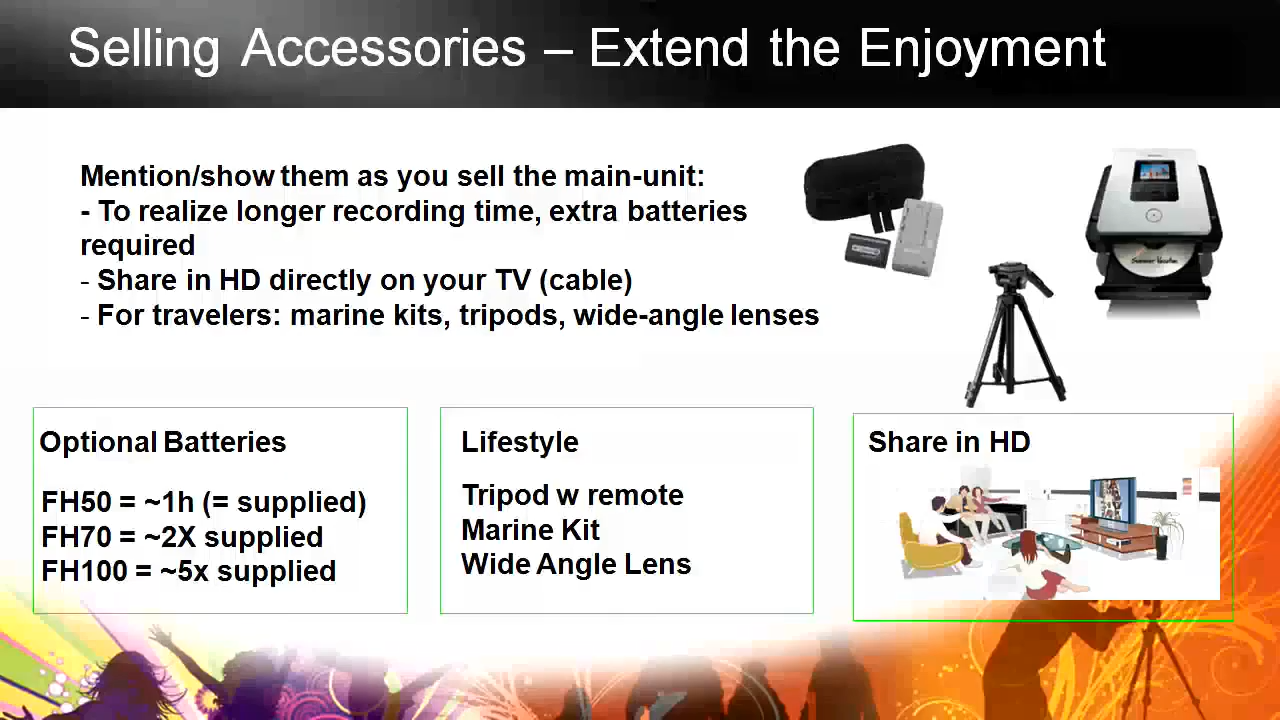 Selling Accessories – Extend the Enjoyment
Mention/show them as you sell the main-unit:
- To realize longer recording time, extra batteries
required
- Share in HD directly on your TV (cable)
- For travelers: marine kits, tripods, wide-angle lenses
Optional Batteries
FH50 = ~1h (= supplied)
FH70 = ~2X supplied
FH100 = ~5x supplied
Lifestyle
Tripod w remote
Marine Kit
Wide Angle Lens
Share in HD
Summer Vacation